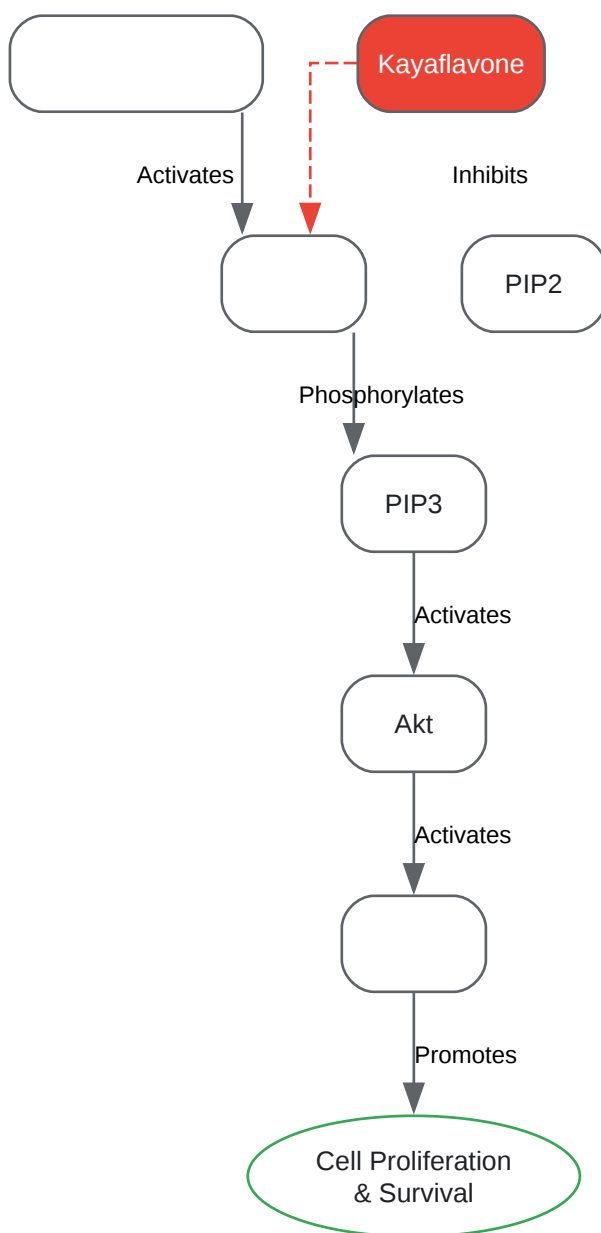 Kayaflavone
Activates
Inhibits
PIP2
Phosphorylates
PIP3
Activates
Akt
Activates
Promotes
Cell Proliferation
& Survival